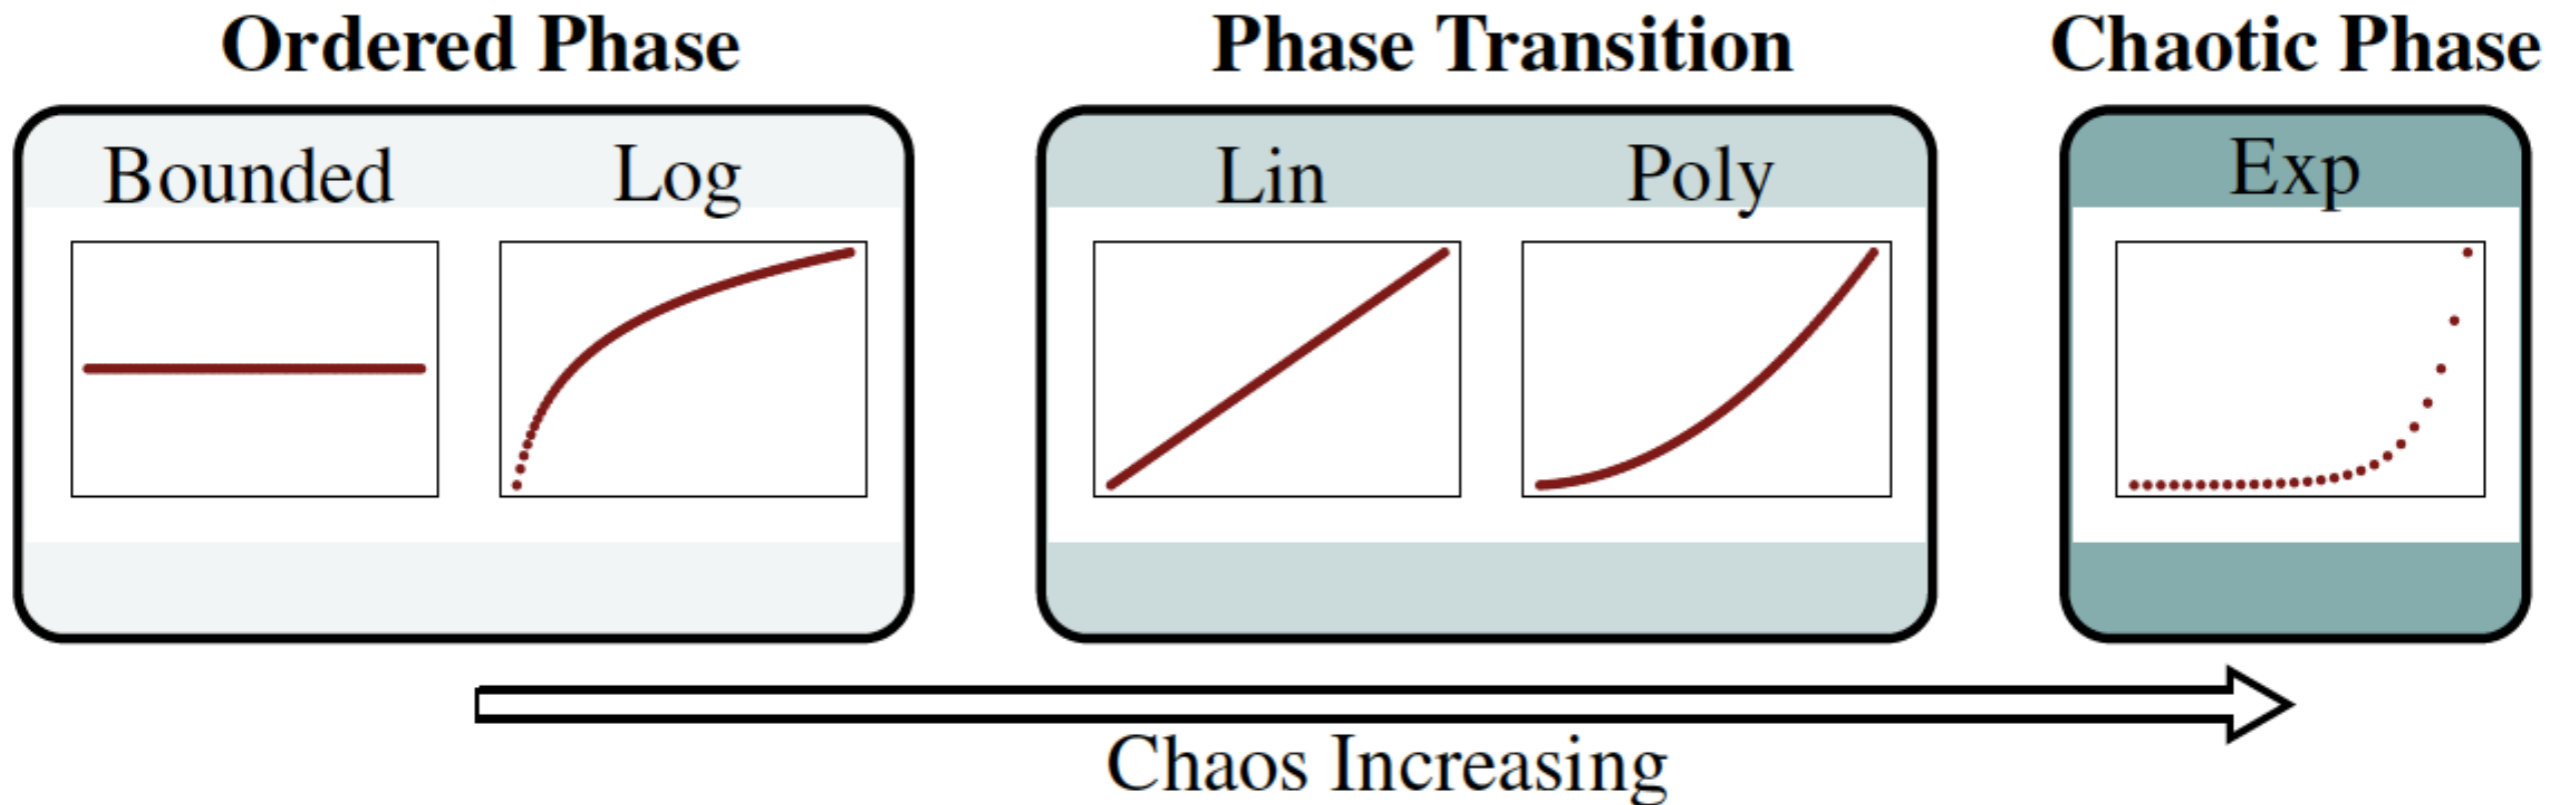 Ordered Phase
Phase Transition
Chaotic Phase
Bounded
Log
Lin
Poly
Exp
Chaos Increasing